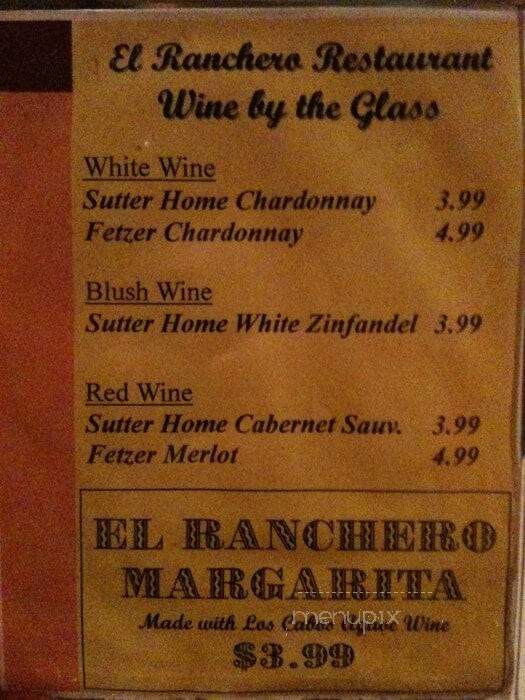 El Ranchero Restaurant
Wine by the Glass
White Wine
Sutter Home Chardonnay 3.99
Fetzer Chardonnay 4.99
Blush Wine
Sutter Home White Zinfandel 3.99
Red Wine
Sutter Home Cabernet Sauv. 3.99
Fetzer Merlot 4.99
EL RANCHERO
MARGARITA
menupix
Made with Los Cabos Agave Wine
$3.99